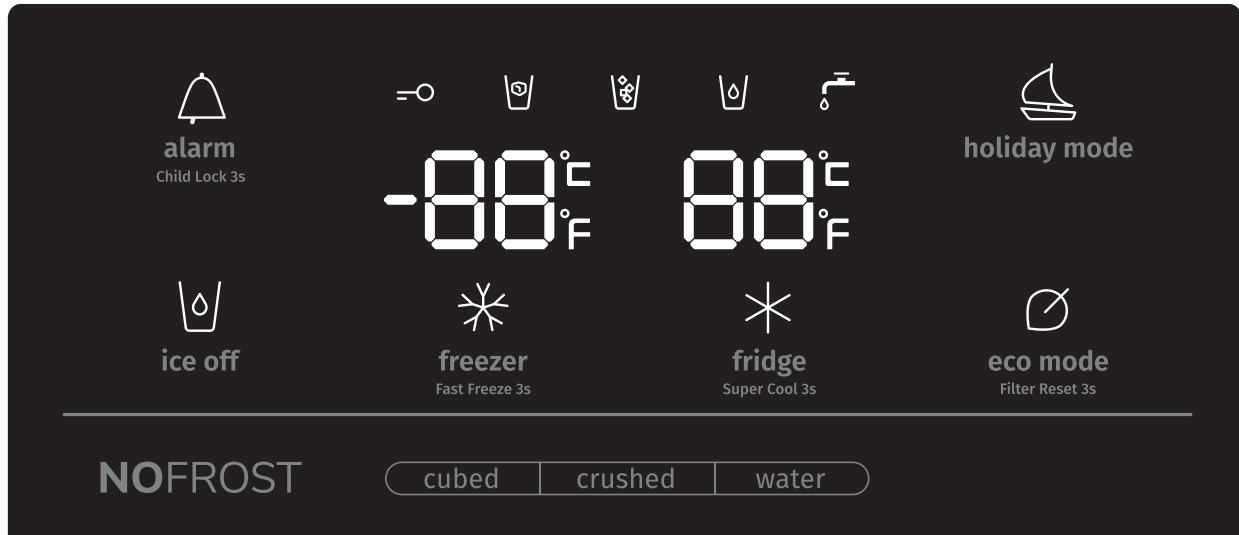 alarm
Child Lock 3s
holiday mode
-88°C °F
88°C °F
ice off
freezer
Fast Freeze 3s
fridge
Super Cool 3s
eco mode
Filter Reset 3s
NOFROST
cubed
crushed
water